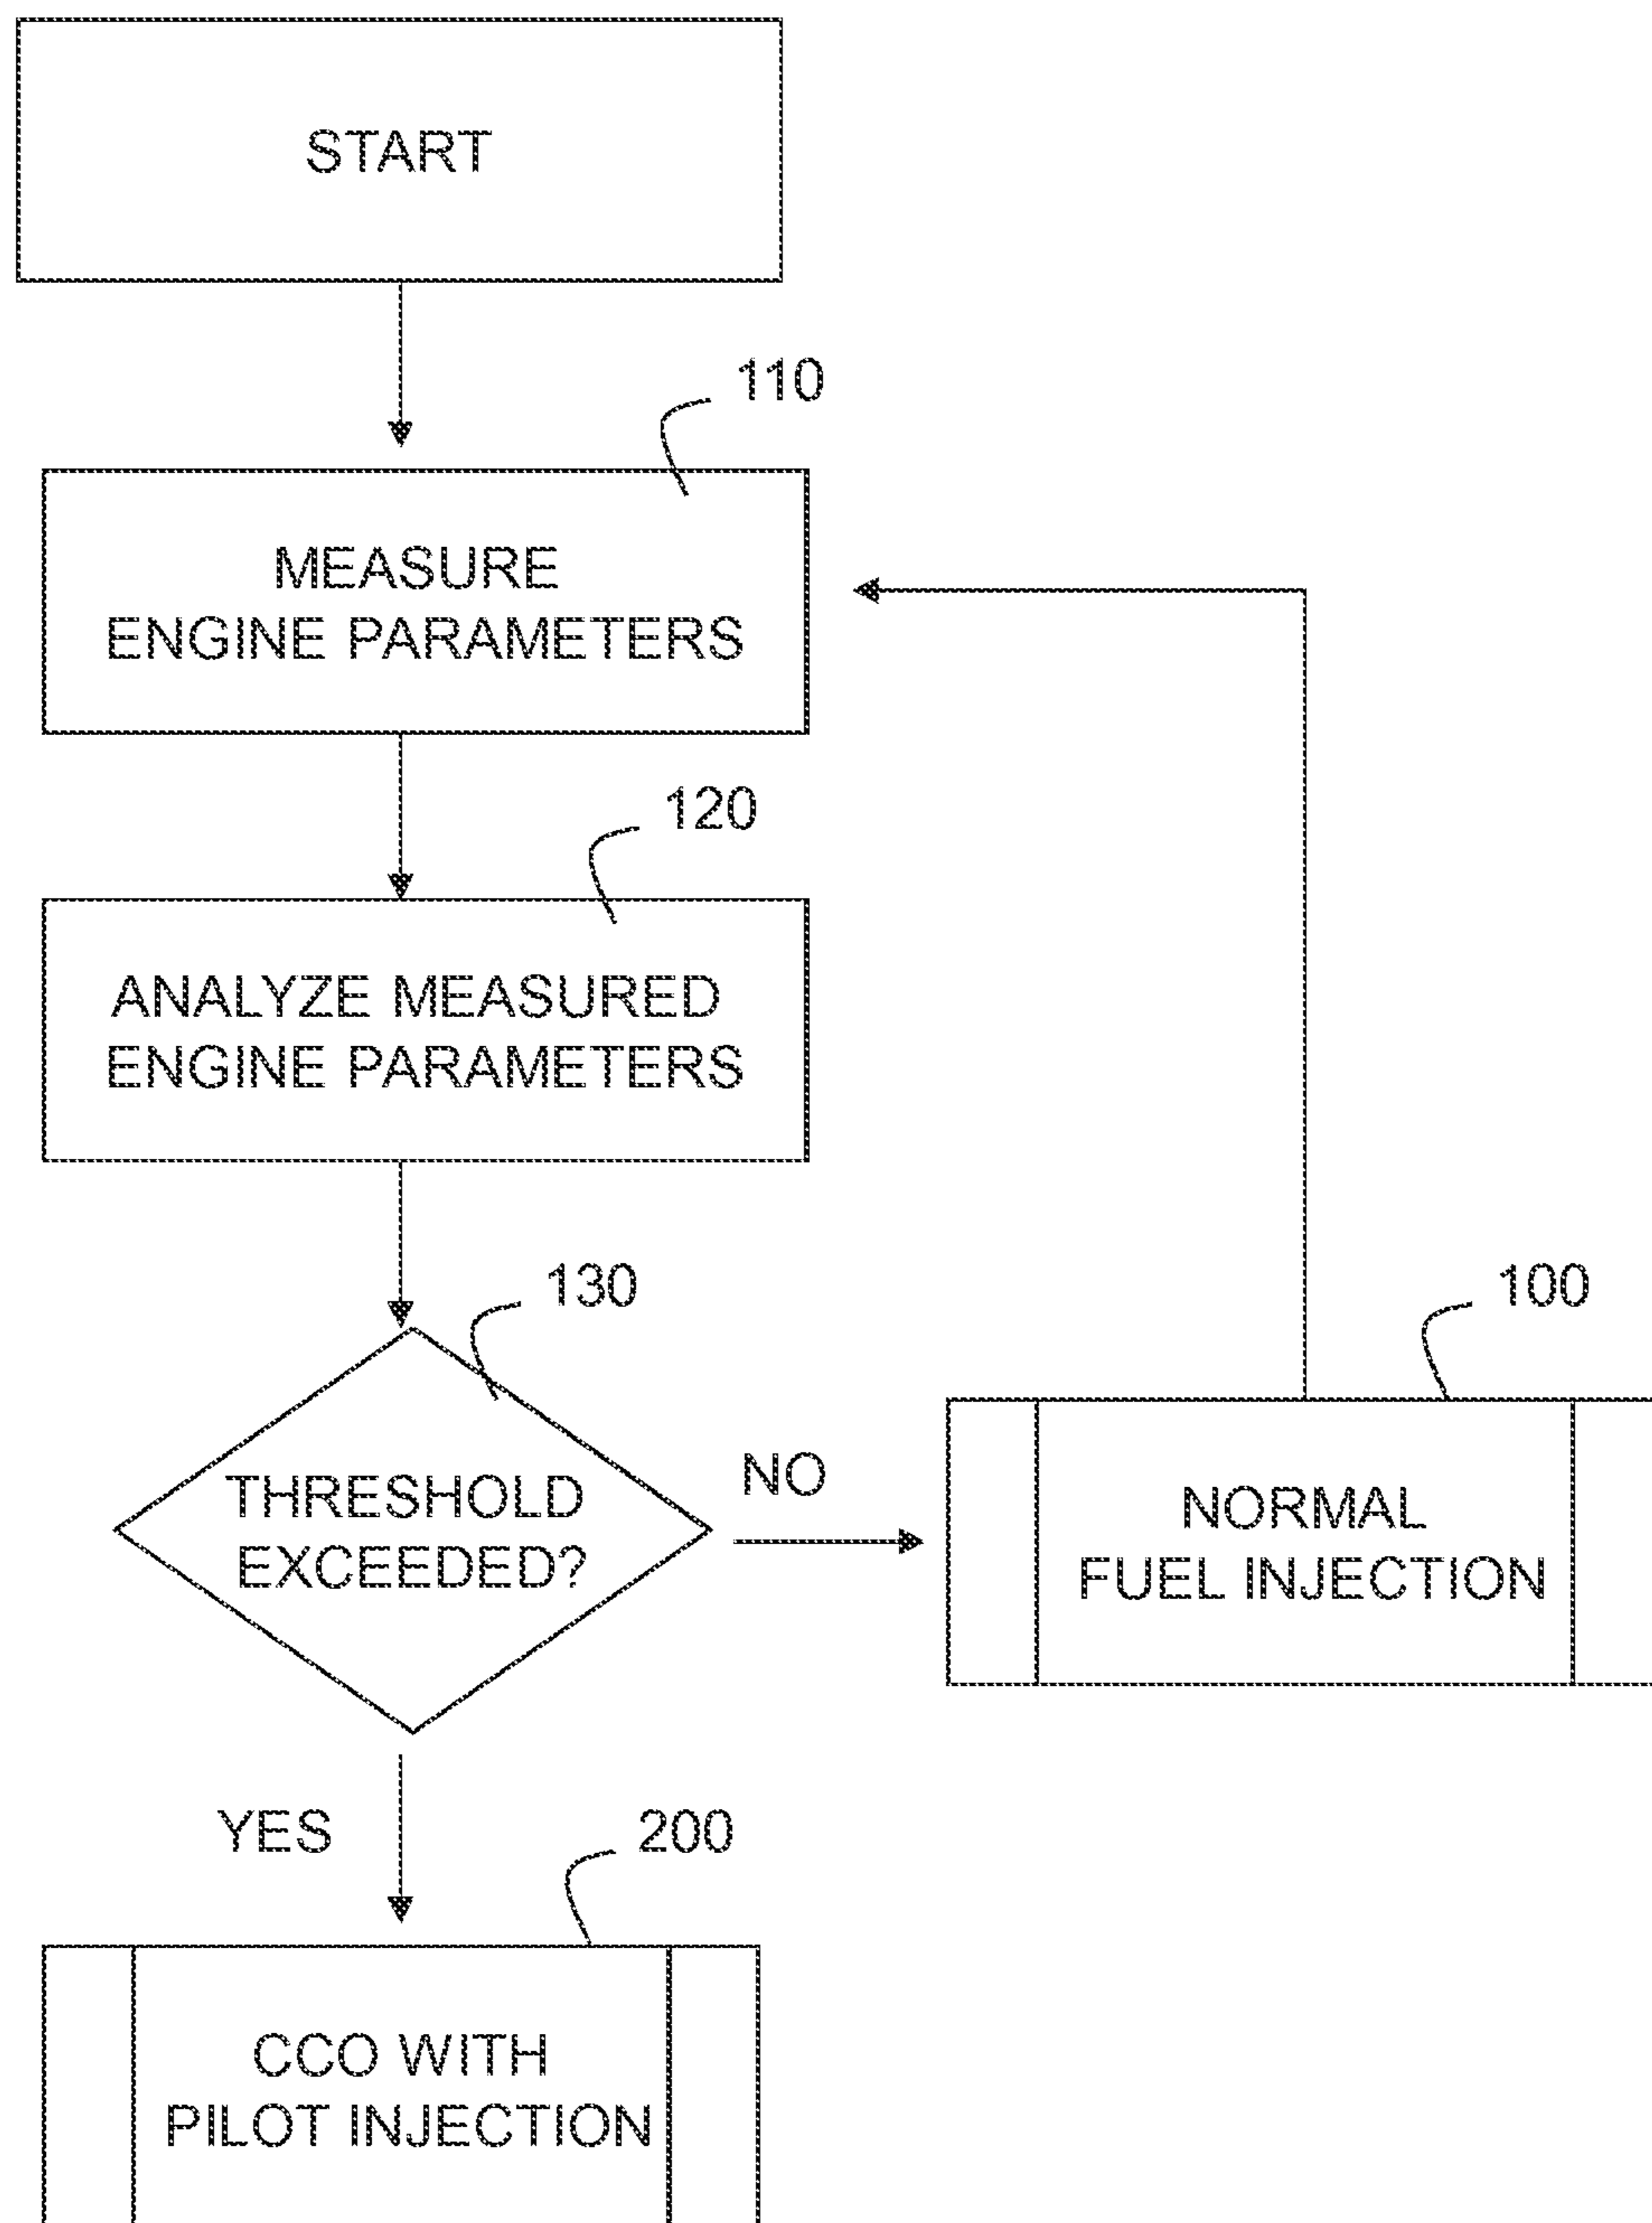 START
110
MEASURE
ENGINE PARAMETERS
120
ANALYZE MEASURED
ENGINE PARAMETERS
130
THRESHOLD
EXCEEDED?
NO
100
NORMAL
FUEL INJECTION
YES
200
CCO WITH
PILOT INJECTION